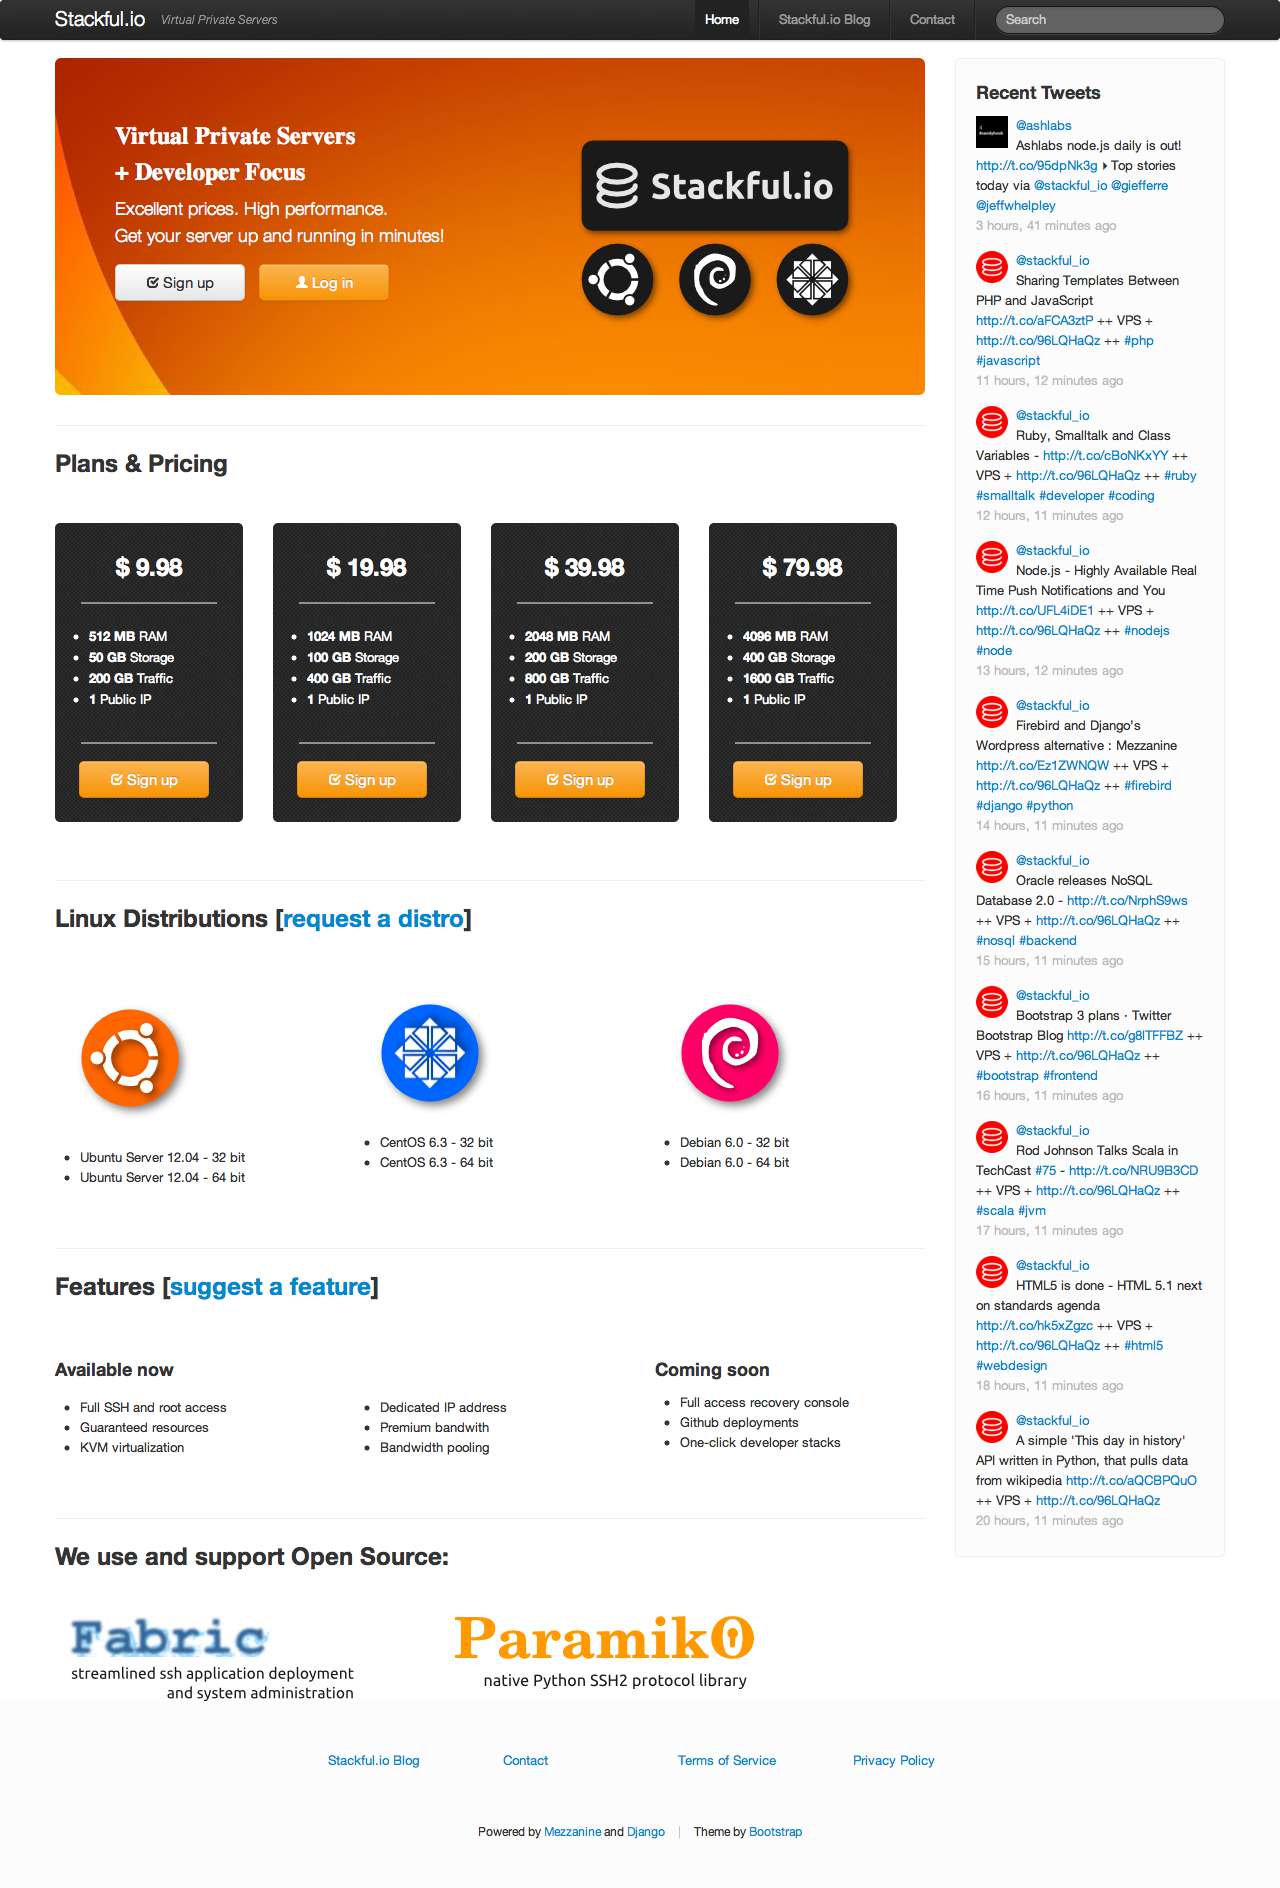 Stackful.io Virtual Private Servers Home Stackful.io Blog Contact Search
Virtual Private Servers
+ Developer Focus
Excellent prices. High performance.
Get your server up and running in minutes!
Sign up Log in
Stackful.io
Plans & Pricing
$ 9.98
512 MB RAM
50 GB Storage
200 GB Traffic
1 Public IP
Sign up
$ 19.98
1024 MB RAM
100 GB Storage
400 GB Traffic
1 Public IP
Sign up
$ 39.98
2048 MB RAM
200 GB Storage
800 GB Traffic
1 Public IP
Sign up
$ 79.98
4096 MB RAM
400 GB Storage
1600 GB Traffic
1 Public IP
Sign up
Linux Distributions [request a distro]
Ubuntu Server 12.04 - 32 bit
Ubuntu Server 12.04 - 64 bit
CentOS 6.3 - 32 bit
CentOS 6.3 - 64 bit
Debian 6.0 - 32 bit
Debian 6.0 - 64 bit
Features [suggest a feature]
Available now
Full SSH and root access
Guaranteed resources
KVM virtualization
Dedicated IP address
Premium bandwith
Bandwidth pooling
Coming soon
Full access recovery console
Github deployments
One-click developer stacks
We use and support Open Source:
Fabric
streamlined ssh application deployment
and system administration
Paramiko
native Python SSH2 protocol library
Recent Tweets
@ashlabs
Ashlabs node.js daily is out!
http://t.co/95dpNk3g ▸ Top stories
today via @stackful_io @giefferre
@jeffwhelpley
3 hours, 41 minutes ago
@stackful_io
Sharing Templates Between
PHP and JavaScript
http://t.co/aFCA3ztP ++ VPS +
http://t.co/96LQHaQz ++ #php
#javascript
11 hours, 12 minutes ago
@stackful_io
Ruby, Smalltalk and Class
Variables - http://t.co/cBoNKxYY ++
VPS + http://t.co/96LQHaQz ++ #ruby
#smalltalk #developer #coding
12 hours, 11 minutes ago
@stackful_io
Node.js - Highly Available Real
Time Push Notifications and You
http://t.co/UFL4iDE1 ++ VPS +
http://t.co/96LQHaQz ++ #nodejs
#node
13 hours, 12 minutes ago
@stackful_io
Firebird and Django's
Wordpress alternative : Mezzanine
http://t.co/Ez1ZWNQW ++ VPS +
http://t.co/96LQHaQz ++ #firebird
#django #python
14 hours, 11 minutes ago
@stackful_io
Oracle releases NoSQL
Database 2.0 - http://t.co/NrphS9ws
++ VPS + http://t.co/96LQHaQz ++
#nosql #backend
15 hours, 11 minutes ago
@stackful_io
Bootstrap 3 plans · Twitter
Bootstrap Blog http://t.co/g8lTFFBZ ++
VPS + http://t.co/96LQHaQz ++
#bootstrap #frontend
16 hours, 11 minutes ago
@stackful_io
Rod Johnson Talks Scala in
TechCast #75 - http://t.co/NRU9B3CD
++ VPS + http://t.co/96LQHaQz ++
#scala #jvm
17 hours, 11 minutes ago
@stackful_io
HTML5 is done - HTML 5.1 next
on standards agenda
http://t.co/hk5xZgzc ++ VPS +
http://t.co/96LQHaQz ++ #html5
#webdesign
18 hours, 11 minutes ago
@stackful_io
A simple 'This day in history'
API written in Python, that pulls data
from wikipedia http://t.co/aQCBPQuO
++ VPS + http://t.co/96LQHaQz
20 hours, 11 minutes ago
Stackful.io Blog Contact Terms of Service Privacy Policy
Powered by Mezzanine and Django | Theme by Bootstrap